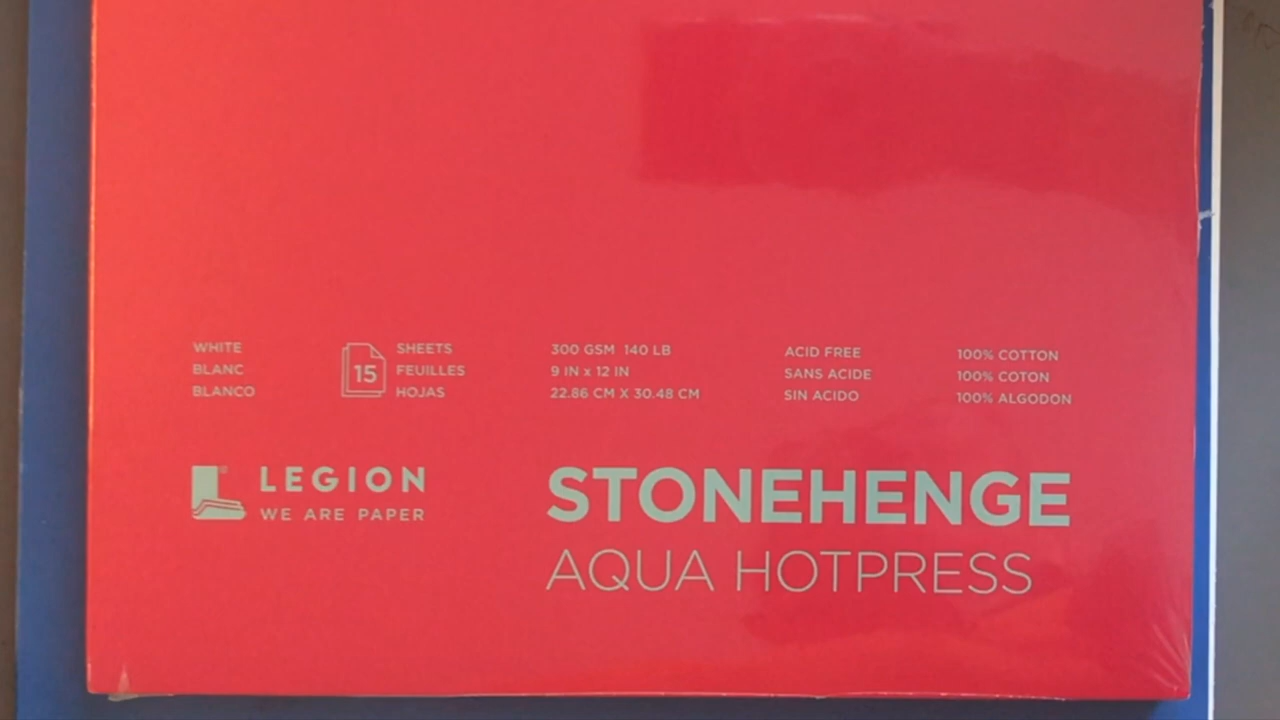 WHITE
BLANC
BLANCO
15
SHEETS
FEUILLES
HOJAS
300 GSM 140 LB
9 IN x 12 IN
22.86 CM X 30.48 CM
ACID FREE
SANS ACIDE
SIN ACIDO
100% COTTON
100% COTON
100% ALGODON
LEGION
WE ARE PAPER
STONEHENGE
AQUA HOTPRESS